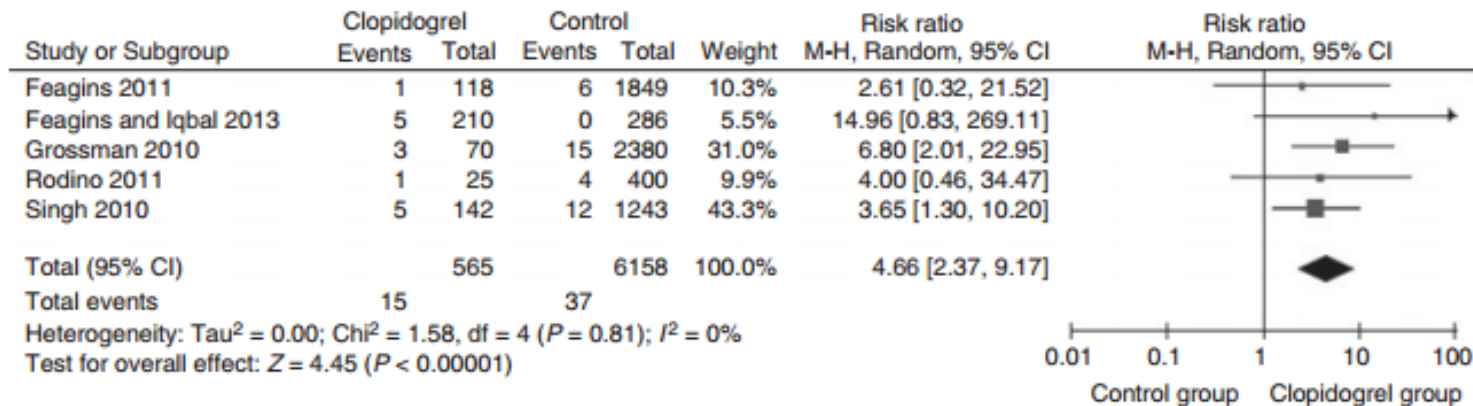 Clopidogrel Control Risk ratio Risk ratio
Study or Subgroup Events Total Events Total Weight M-H, Random, 95% CI M-H, Random, 95% CI
Feagins 2011 1 118 6 1849 10.3% 2.61 [0.32, 21.52]
Feagins and Iqbal 2013 5 210 0 286 5.5% 14.96 [0.83, 269.11]
Grossman 2010 3 70 15 2380 31.0% 6.80 [2.01, 22.95]
Rodino 2011 1 25 4 400 9.9% 4.00 [0.46, 34.47]
Singh 2010 5 142 12 1243 43.3% 3.65 [1.30, 10.20]
Total (95% CI) 565 6158 100.0% 4.66 [2.37, 9.17]
Total events 15 37
Heterogeneity: Tau² = 0.00; Chi² = 1.58, df = 4 (P = 0.81); I² = 0%
Test for overall effect: Z = 4.45 (P < 0.00001)
0.01 0.1 1 10 100
Control group Clopidogrel group